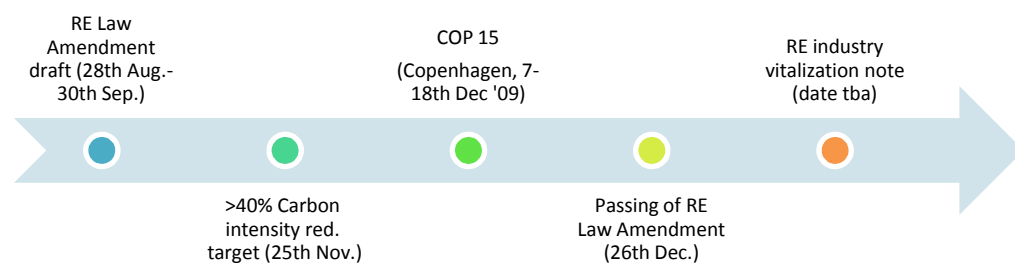 RE Law
Amendment
draft (28th Aug.-
30th Sep.)
>40% Carbon
intensity red.
target (25th Nov.)
COP 15
(Copenhagen, 7-
18th Dec '09)
Passing of RE
Law Amendment
(26th Dec.)
RE industry
vitalization note
(date tba)